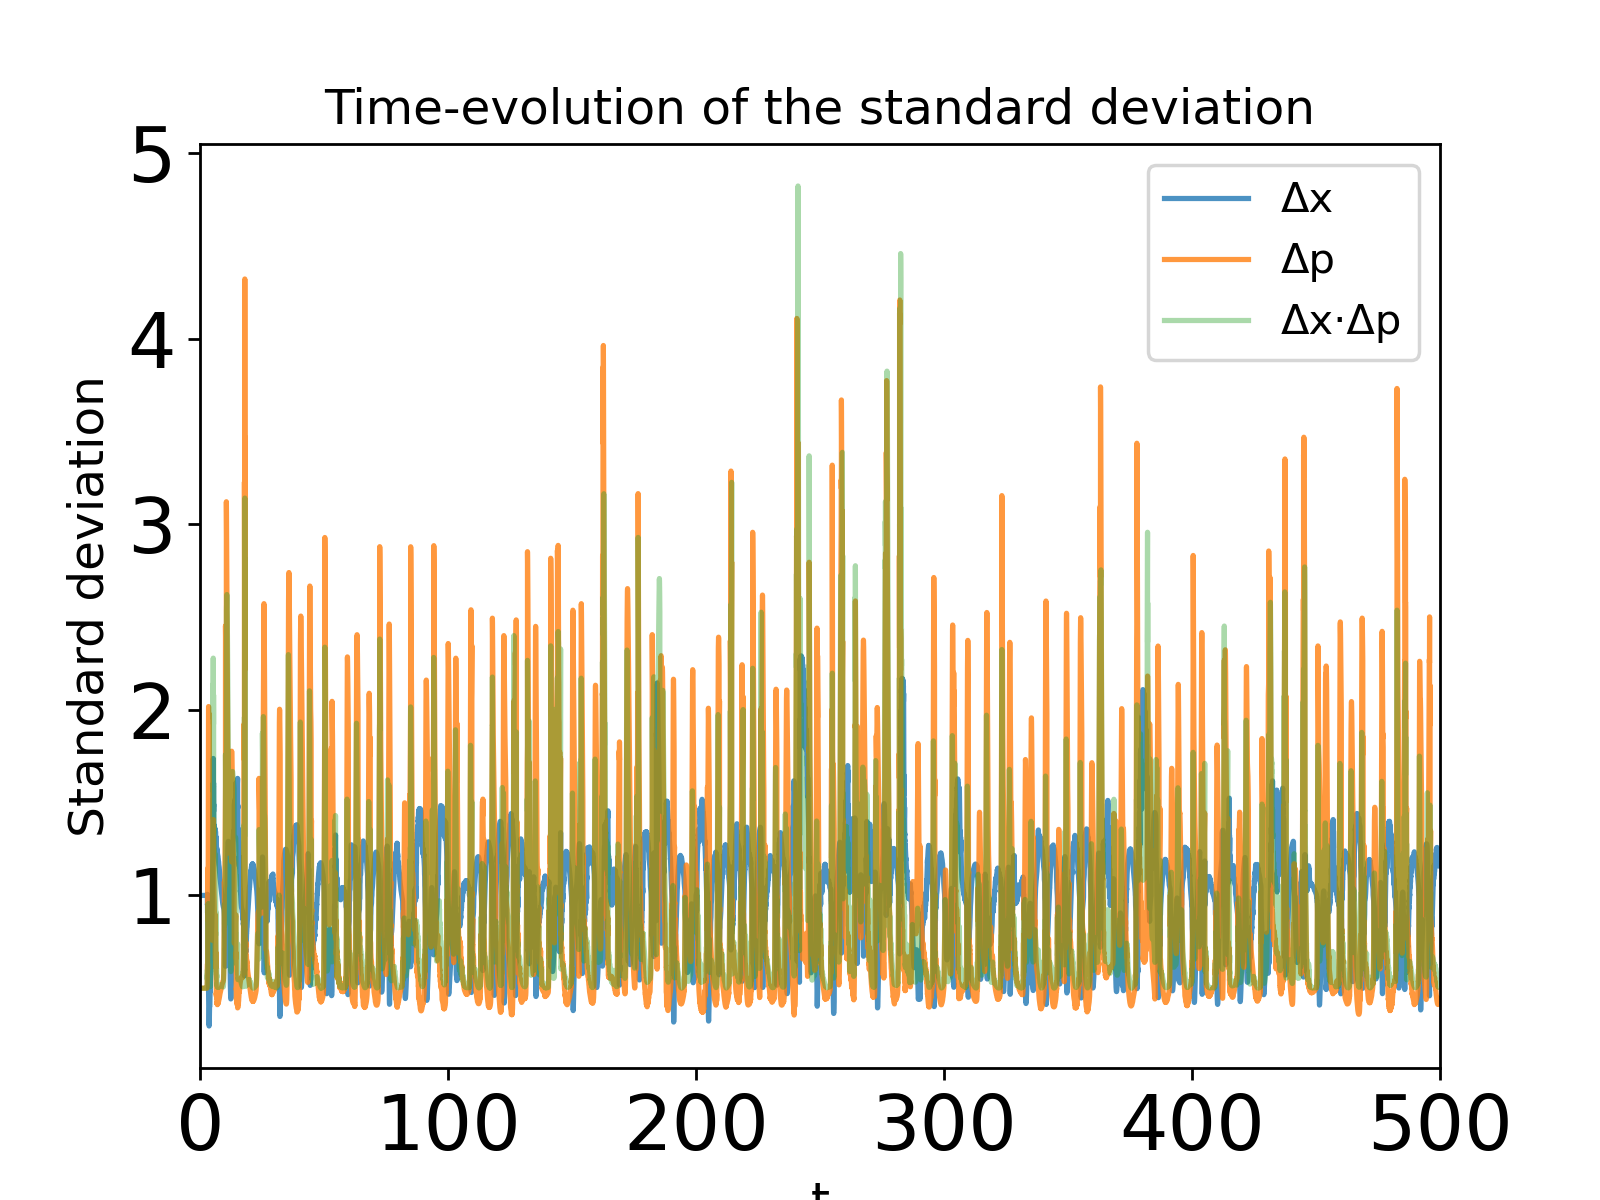 Time-evolution of the standard deviation
Δx
Δp
Δx·Δp
Standard deviation
5
4
3
2
1
0 100 200 300 400 500
t